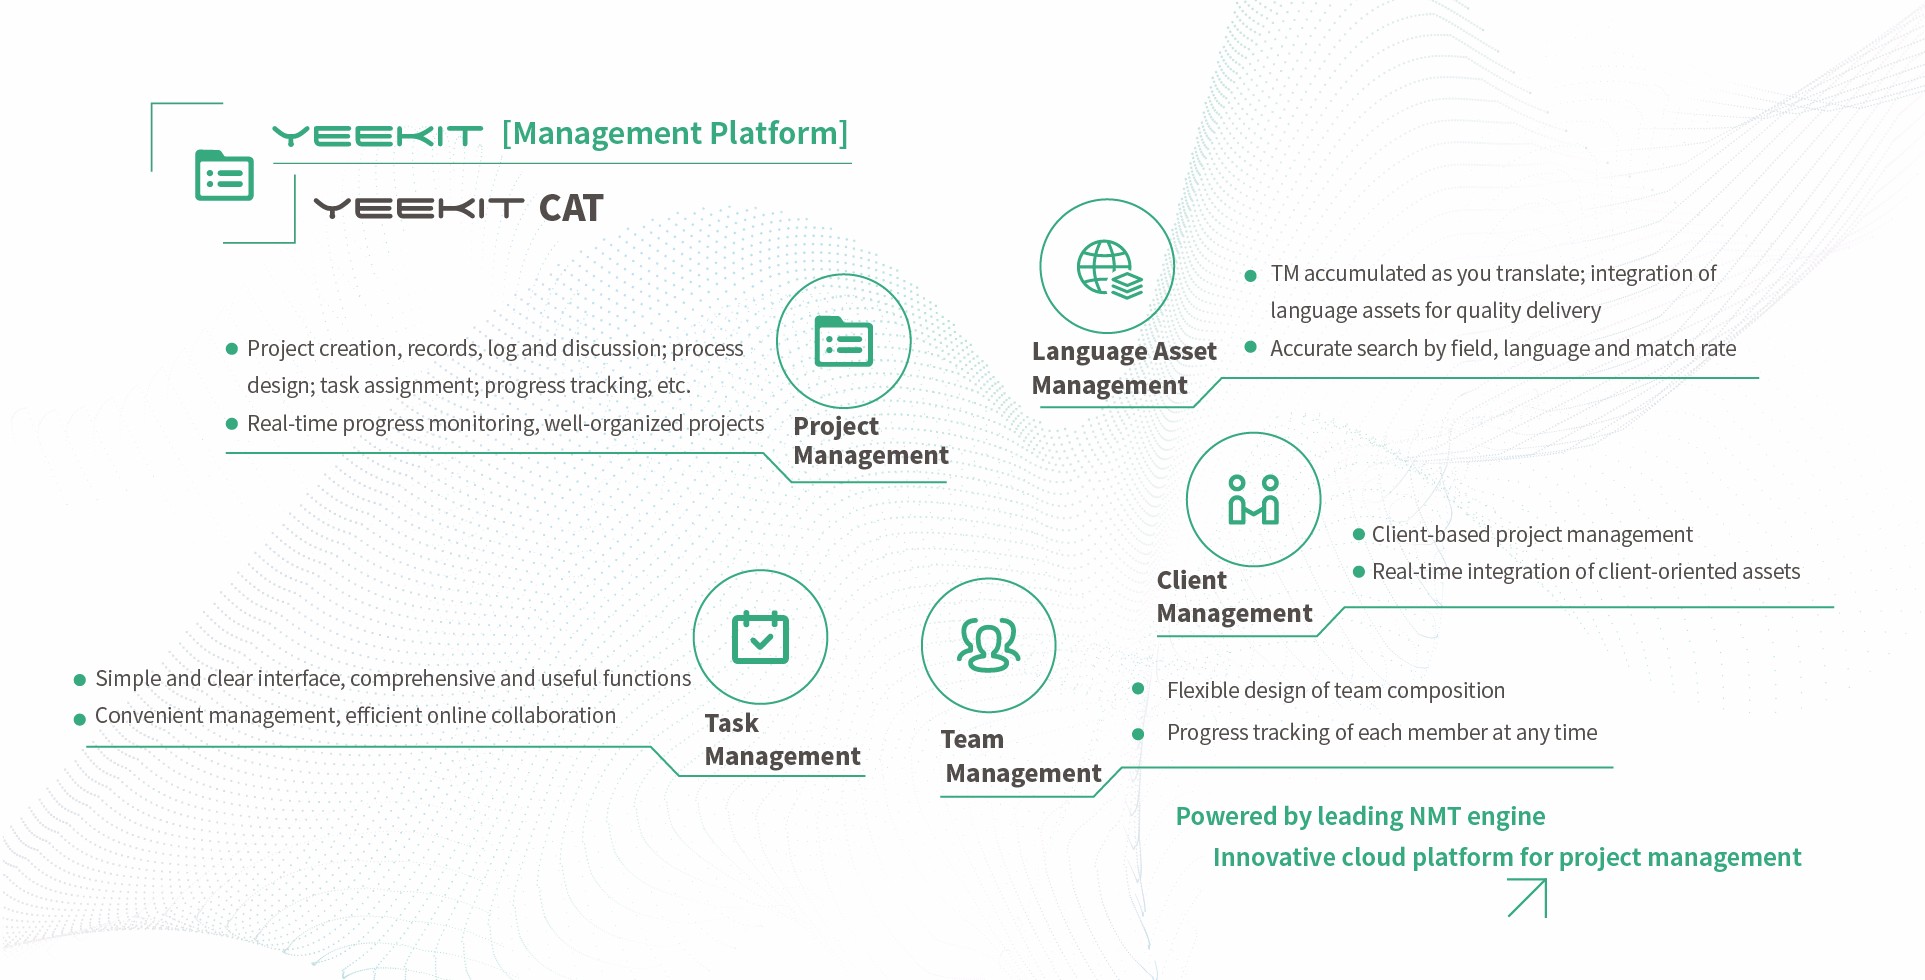 YEEKIT [Management Platform]
YEEKIT CAT
Project creation, records, log and discussion; process
design; task assignment; progress tracking, etc.
Real-time progress monitoring, well-organized projects
Project
Management
TM accumulated as you translate; integration of
language assets for quality delivery
Accurate search by field, language and match rate
Language Asset
Management
Client-based project management
Real-time integration of client-oriented assets
Client
Management
Simple and clear interface, comprehensive and useful functions
Convenient management, efficient online collaboration
Task
Management
Flexible design of team composition
Progress tracking of each member at any time
Team
Management
Powered by leading NMT engine
Innovative cloud platform for project management